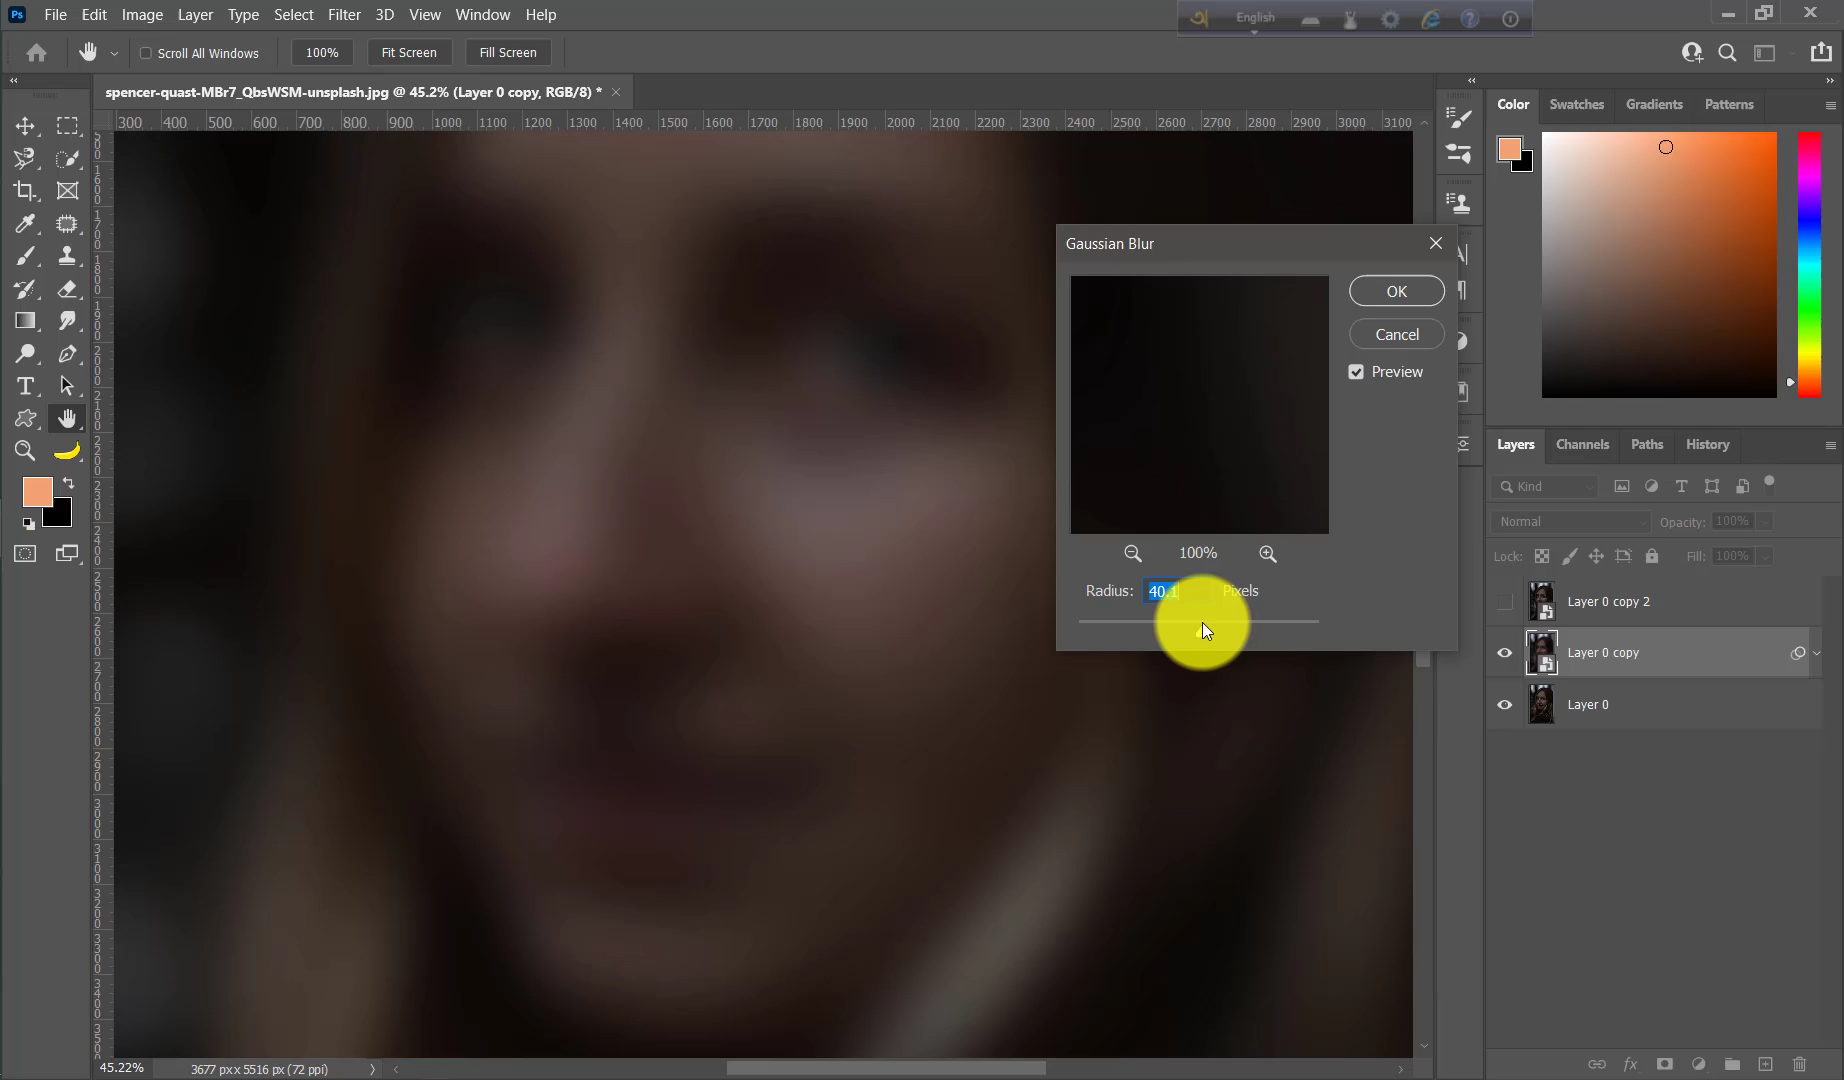 Ps File Edit Image Layer Type Select Filter 3D View Window Help
English
Scroll All Windows 100% Fit Screen Fill Screen
spencer-quast-MBr7_QbsWSM-unsplash.jpg @ 45.2% (Layer 0 copy, RGB/8) *
300 400 500 600 700 800 900 1000 1100 1200 1300 1400 1500 1600 1700 1800 1900 2000 2100 2200 2300 2400 2500 2600 2700 2800 2900 3000 3100
Color Swatches Gradients Patterns
Gaussian Blur
OK
Cancel
Preview
100%
Radius: 40.1 Pixels
Layers Channels Paths History
Kind
Normal Opacity: 100%
Lock: Fill: 100%
Layer 0 copy 2
Layer 0 copy
Layer 0
fx
45.22% 3677 px x 5516 px (72 ppi)